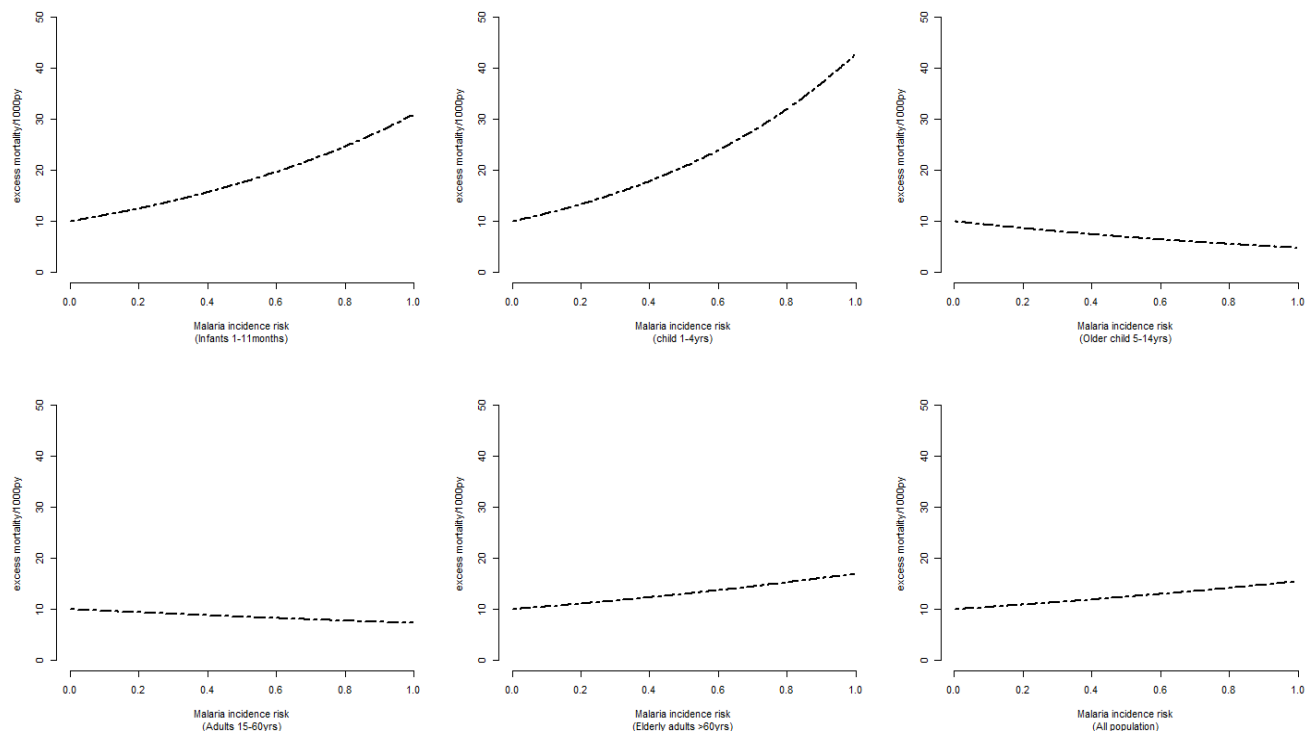 50
40
30
20
10
0
excess mortality/1000py
0.0 0.2 0.4 0.6 0.8 1.0
Malaria incidence risk
(Infants 1-11months)
50
40
30
20
10
0
excess mortality/1000py
0.0 0.2 0.4 0.6 0.8 1.0
Malaria incidence risk
(child 1-4yrs)
50
40
30
20
10
0
excess mortality/1000py
0.0 0.2 0.4 0.6 0.8 1.0
Malaria incidence risk
(Older child 5-14yrs)
50
40
30
20
10
0
excess mortality/1000py
0.0 0.2 0.4 0.6 0.8 1.0
Malaria incidence risk
(Adults 15-60yrs)
50
40
30
20
10
0
excess mortality/1000py
0.0 0.2 0.4 0.6 0.8 1.0
Malaria incidence risk
(Elderly adults >60yrs)
50
40
30
20
10
0
excess mortality/1000py
0.0 0.2 0.4 0.6 0.8 1.0
Malaria incidence risk
(All population)